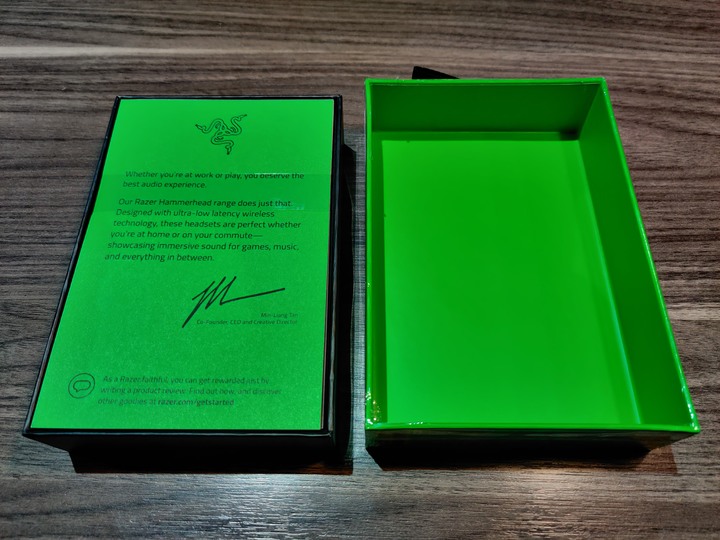 Whether you're at work or play, you deserve the
best audio experience.
Our Razer Hammerhead range does just that.
Designed with ultra-low latency wireless
technology, these headsets are perfect whether
you're at home or on your commute—
showcasing immersive sound for games, music,
and everything in between.
Min-Liang Tan
Co-Founder, CEO and Creative Director
As a Razer faithful, you can get rewarded just by
writing a product review. Find out how, and discover
other goodies at razer.com/getstarted